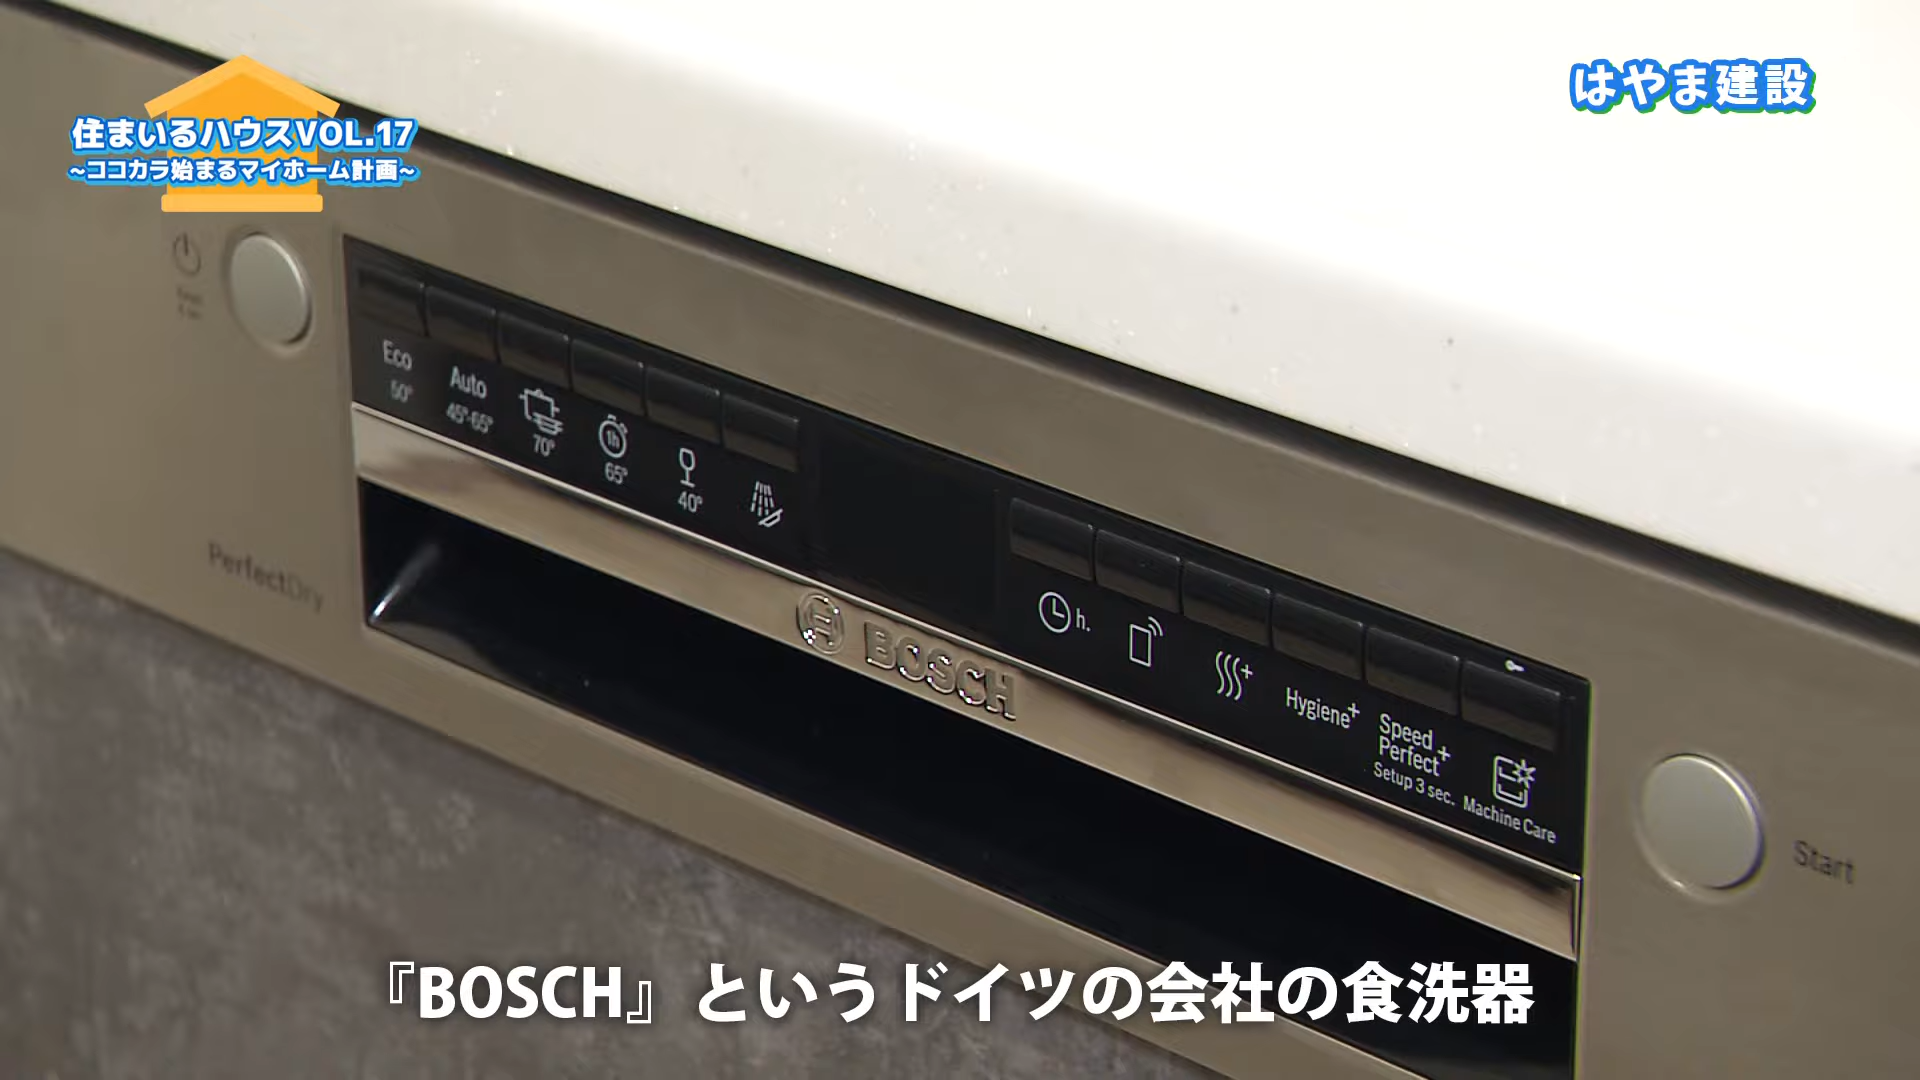 住まいるハウスVOL.17
~ココカラ始まるマイホーム計画~
はやま建設
Eco
50°
Auto
45°-65°
70°
1h
65°
40°
PerfectDry
BOSCH
h.
Hygiene+
Speed
Perfect+
Setup 3 sec.
Machine Care
Start
『BOSCH』というドイツの会社の食洗器